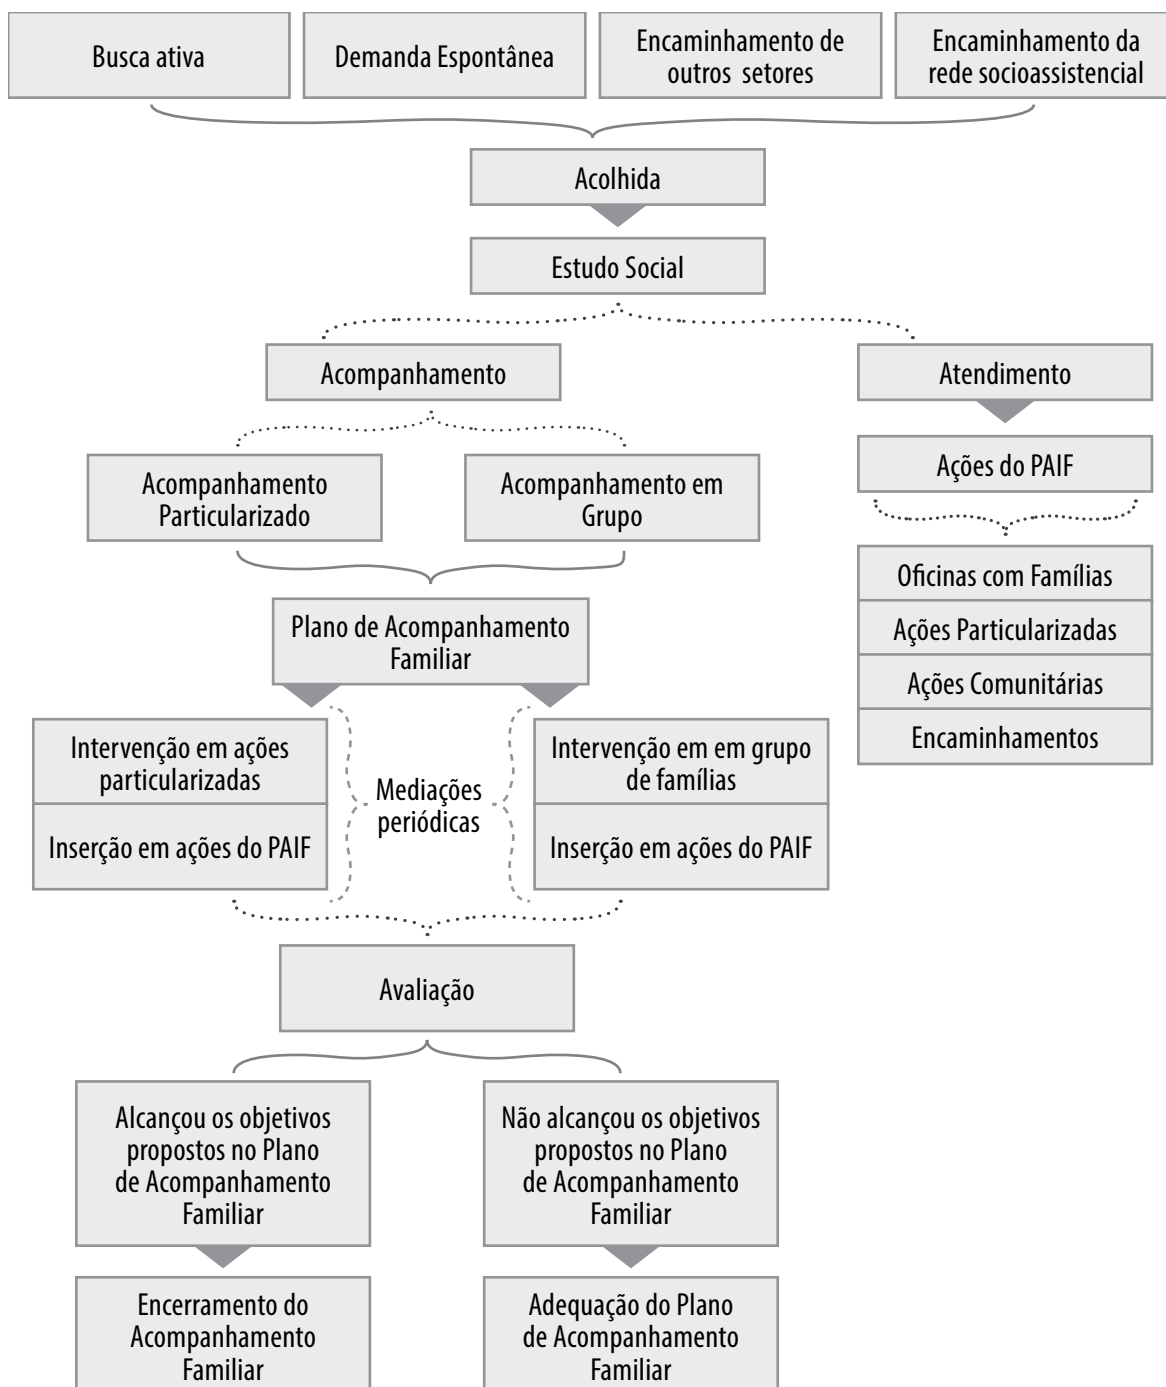 Busca ativa
Demanda Espontânea
Encaminhamento de
outros setores
Encaminhamento da
rede socioassistencial
Acolhida
Estudo Social
Acompanhamento
Atendimento
Acompanhamento
Particularizado
Acompanhamento em
Grupo
Ações do PAIF
Oficinas com Famílias
Ações Particularizadas
Ações Comunitárias
Encaminhamentos
Plano de Acompanhamento
Familiar
Intervenção em ações
particularizadas
Inserção em ações do PAIF
Mediações
periódicas
Intervenção em em grupo
de famílias
Inserção em ações do PAIF
Avaliação
Alcançou os objetivos
propostos no Plano
de Acompanhamento
Familiar
Não alcançou os objetivos
propostos no Plano
de Acompanhamento
Familiar
Encerramento do
Acompanhamento
Familiar
Adequação do Plano
de Acompanhamento
Familiar